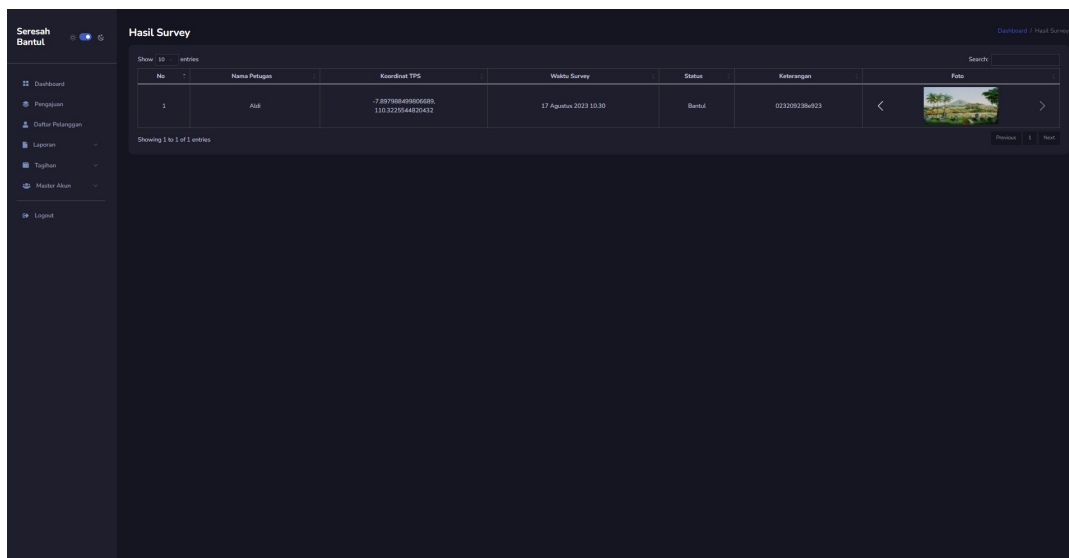 Seresah
Bantul
Dashboard
Pengajuan
Daftar Pelanggan
Laporan
Tagihan
Master Akun
Logout
Hasil Survey
Dashboard / Hasil Survey
Show 10 entries
Search:
No Nama Petugas Koordinat TPS Waktu Survey Status Keterangan Foto
1 Aldi -7.897988499806689, 17 Agustus 2023 10.30 Bantul 023209238e923
110.3225544820432
Showing 1 to 1 of 1 entries
Previous 1 Next